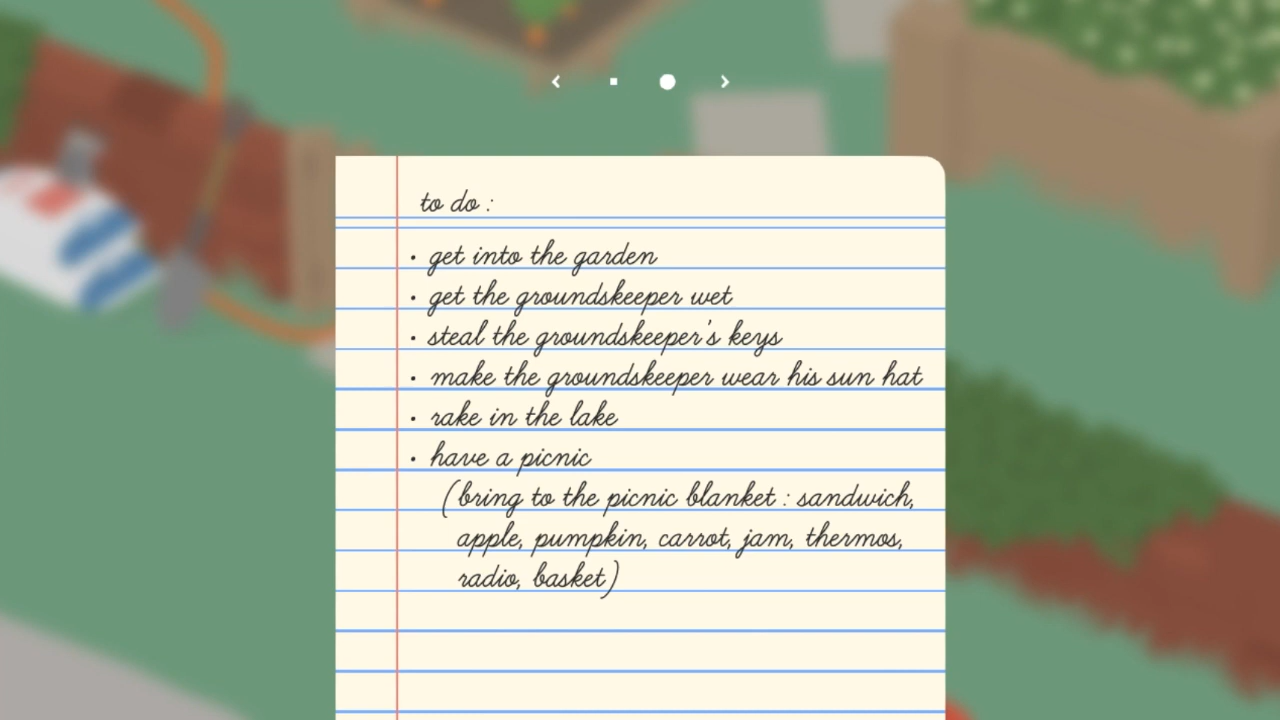 to do :
• get into the garden
• get the groundskeeper wet
• steal the groundskeeper's keys
• make the groundskeeper wear his sun hat
• rake in the lake
• have a picnic
(bring to the picnic blanket : sandwich,
apple, pumpkin, carrot, jam, thermos,
radio, basket)